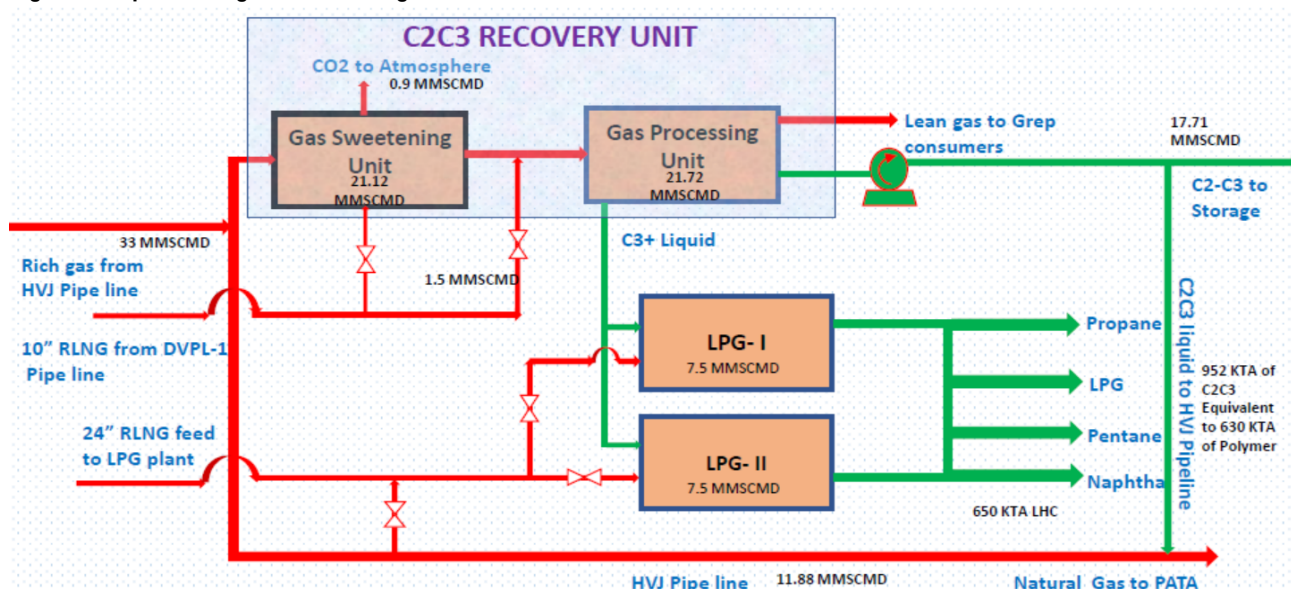 C2C3 RECOVERY UNIT
CO2 to Atmosphere
0.9 MMSCMD
Gas Sweetening
Unit
21.12
MMSCMD
Gas Processing
Unit
21.72
MMSCMD
Lean gas to Grep
consumers
17.71
MMSCMD
C2-C3 to
Storage
33 MMSCMD
Rich gas from
HVJ Pipe line
C3+ Liquid
1.5 MMSCMD
10” RLNG from DVPL-1
Pipe line
LPG- I
7.5 MMSCMD
Propane
LPG
Pentane
Naphtha
C2C3 liquid to HVJ Pipeline
952 KTA of
C2C3
Equivalent
to 630 KTA
of Polymer
24” RLNG feed
to LPG plant
LPG- II
7.5 MMSCMD
650 KTA LHC
HVJ Pipe line
11.88 MMSCMD
Natural Gas to PATA